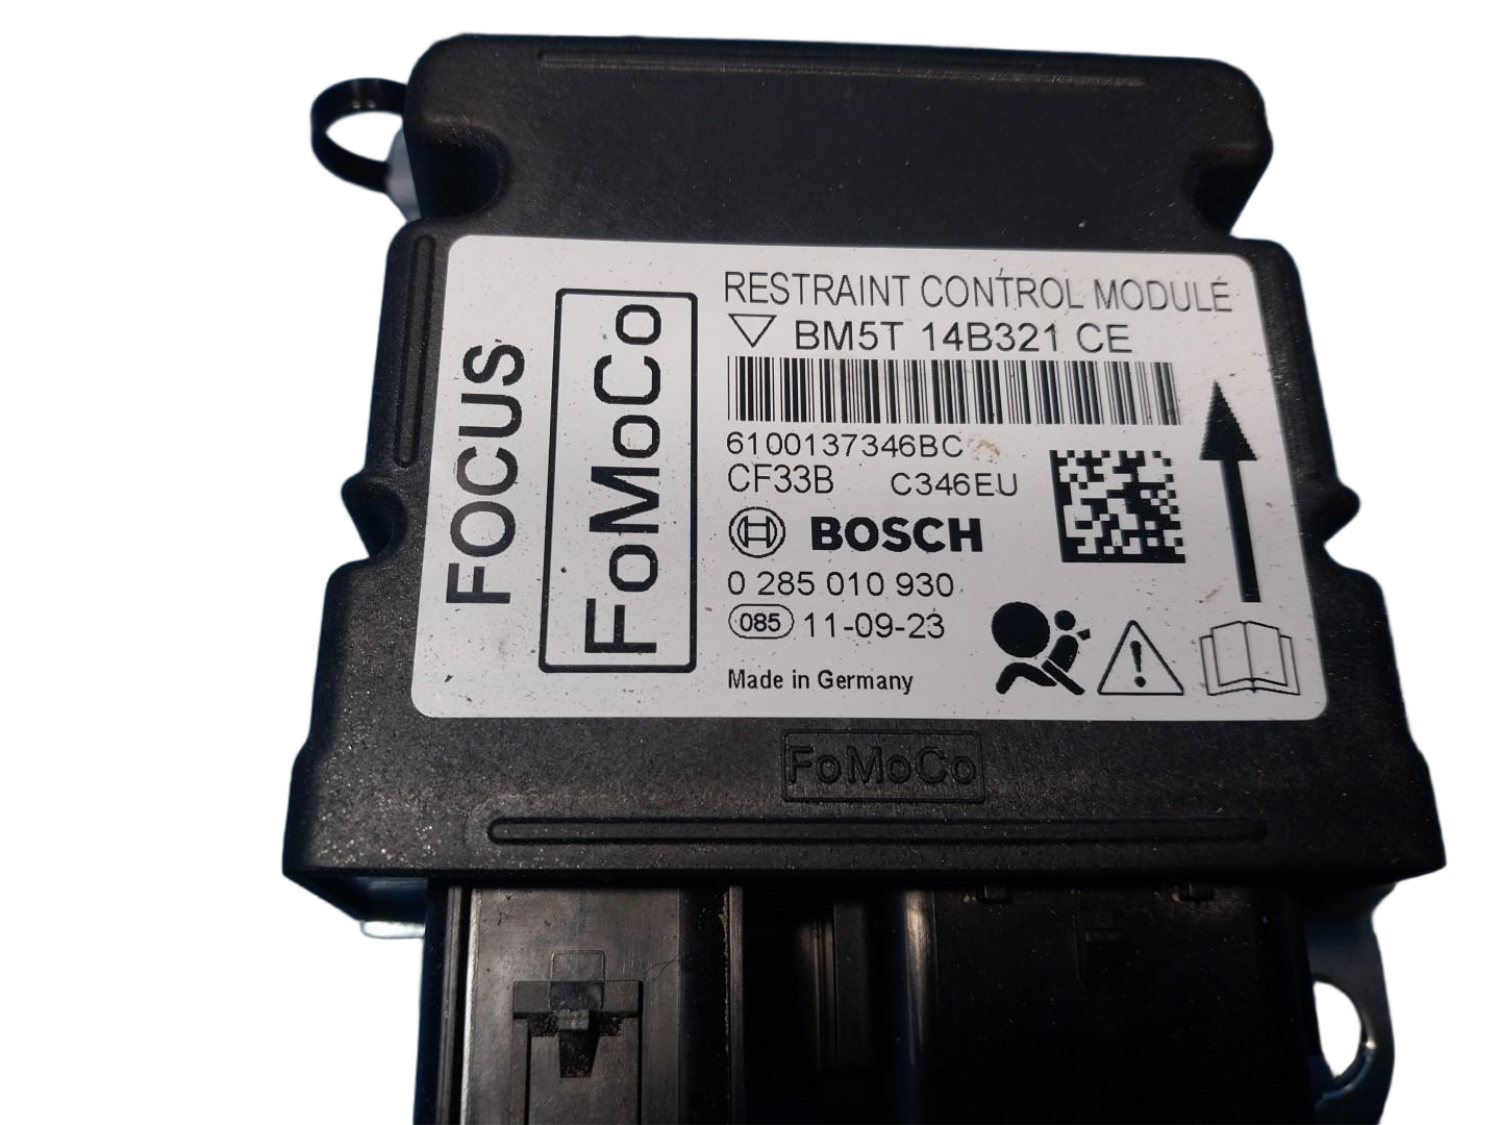 FOCUS
FoMoCo
RESTRAINT CONTROL MODULE
BM5T 14B321 CE
6100137346BC
CF33B C346EU
BOSCH
0 285 010 930
085 11-09-23
Made in Germany
FoMoCo